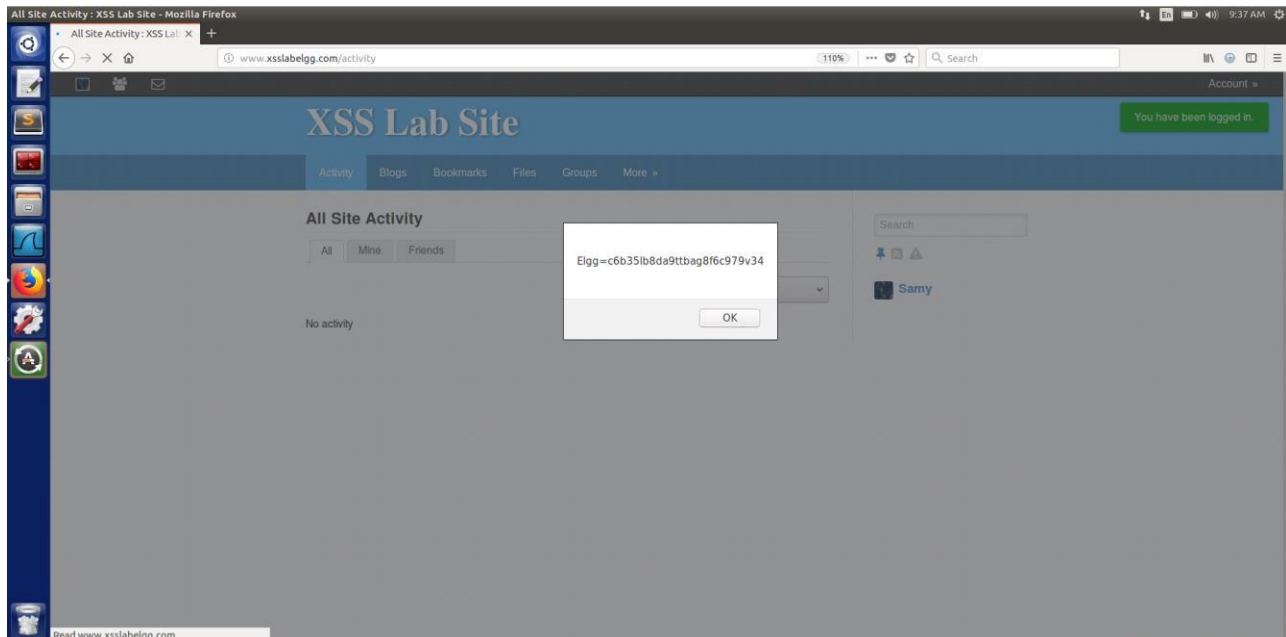 All Site Activity : XSS Lab Site - Mozilla Firefox
En
9:37 AM
All Site Activity : XSS Lab
www.xsslabelgg.com/activity
110%
Search
Account »
XSS Lab Site
You have been logged in.
Activity Blogs Bookmarks Files Groups More »
All Site Activity
Search
All Mine Friends
Elgg=c6b35lb8da9ttbag8f6c979v34
Samy
OK
No activity
Read www.xsslabelgg.com